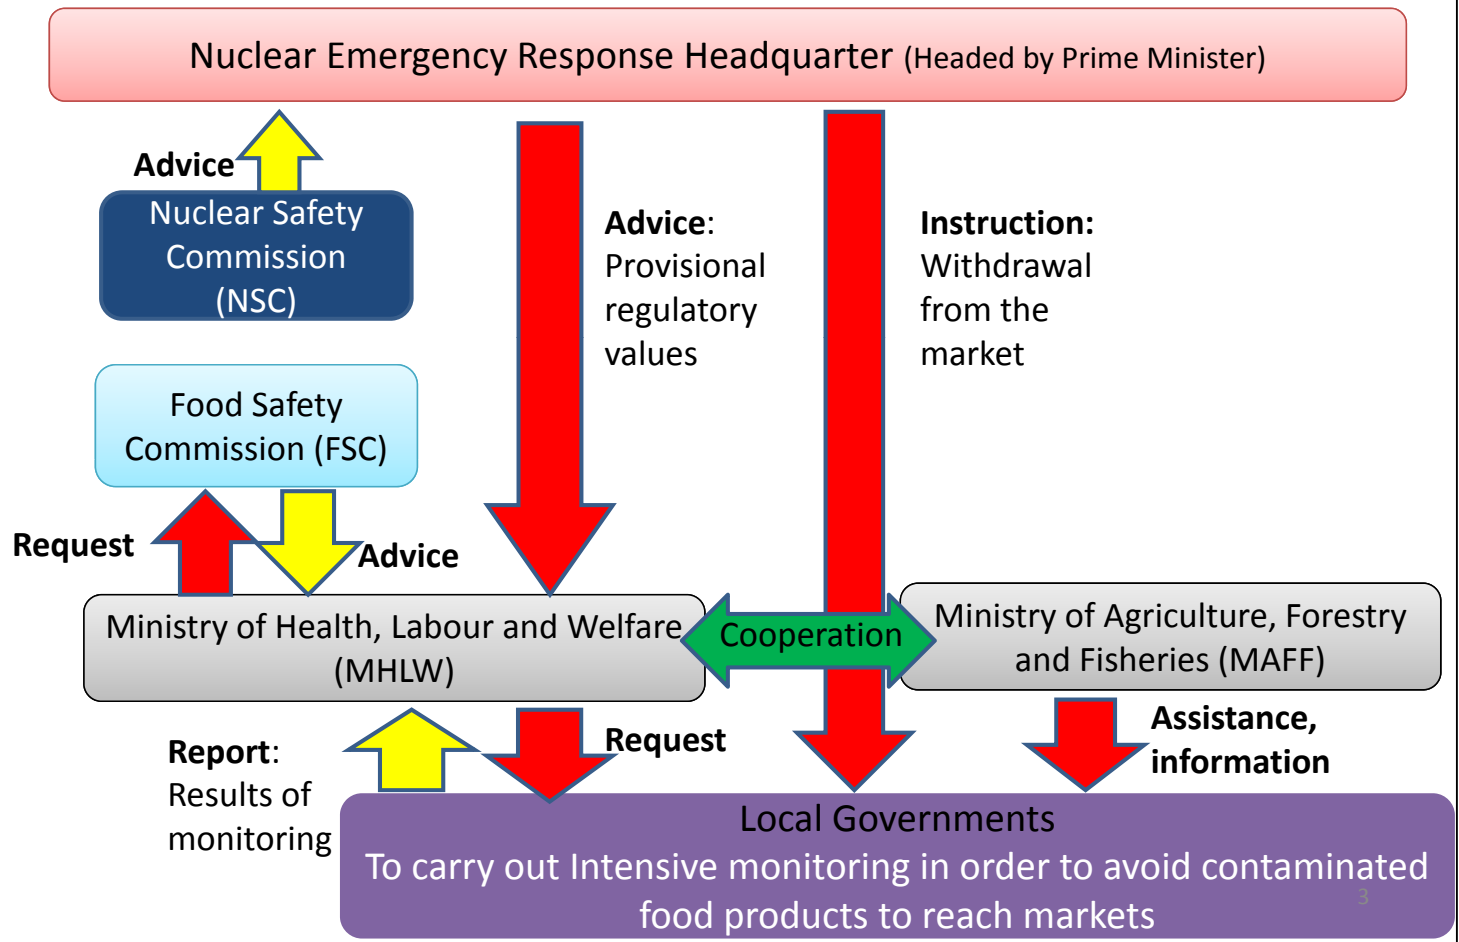 Nuclear Emergency Response Headquarter (Headed by Prime Minister)
Advice
Nuclear Safety
Commission
(NSC)
Advice:
Provisional
regulatory
values
Instruction:
Withdrawal
from the
market
Food Safety
Commission (FSC)
Request
Advice
Ministry of Health, Labour and Welfare
(MHLW)
Cooperation
Ministry of Agriculture, Forestry
and Fisheries (MAFF)
Report:
Results of
monitoring
Request
Assistance,
information
Local Governments
To carry out Intensive monitoring in order to avoid contaminated
food products to reach markets
3